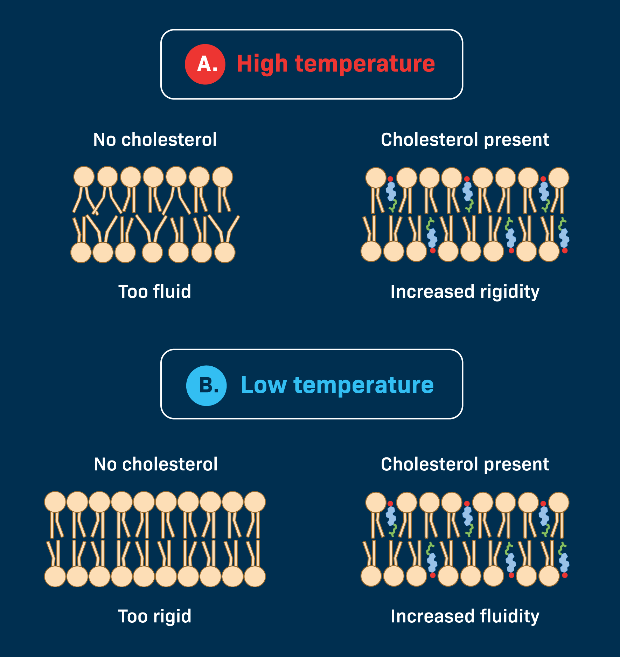 A. High temperature
No cholesterol
Cholesterol present
Too fluid
Increased rigidity
B. Low temperature
No cholesterol
Cholesterol present
Too rigid
Increased fluidity